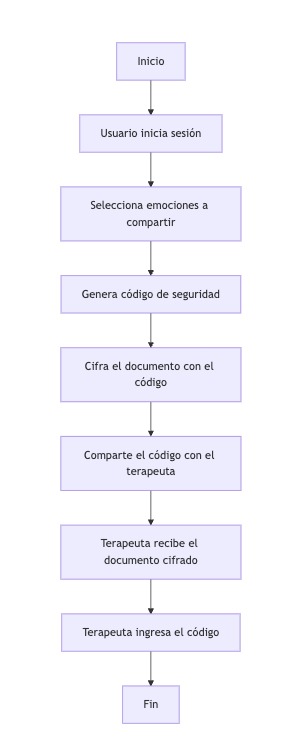 Inicio
Usuario inicia sesión
Selecciona emociones a
compartir
Genera código de seguridad
Cifra el documento con el
código
Comparte el código con el
terapeuta
Terapeuta recibe el
documento cifrado
Terapeuta ingresa el código
Fin